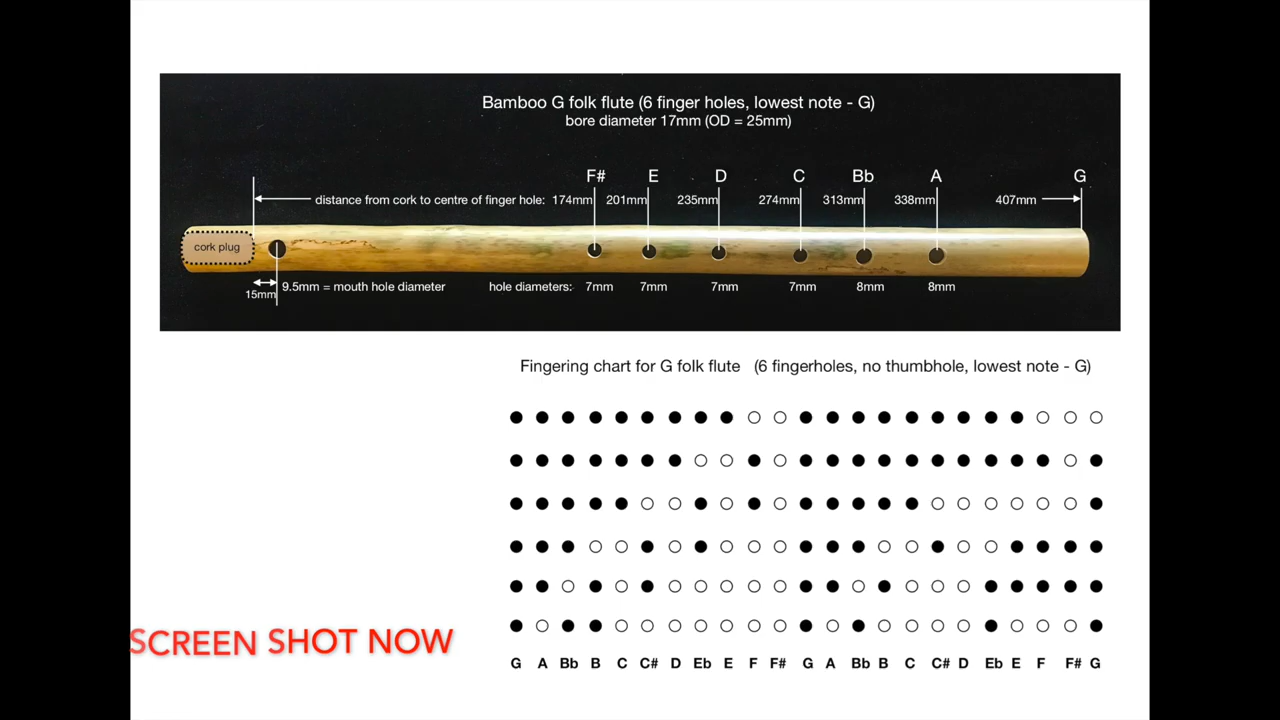 Bamboo G folk flute (6 finger holes, lowest note - G)
bore diameter 17mm (OD = 25mm)
F# E D C Bb A G
distance from cork to centre of finger hole: 174mm 201mm 235mm 274mm 313mm 338mm 407mm
cork plug
15mm 9.5mm = mouth hole diameter hole diameters: 7mm 7mm 7mm 7mm 8mm 8mm
Fingering chart for G folk flute (6 fingerholes, no thumbhole, lowest note - G)
SCREEN SHOT NOW
G A Bb B C C# D Eb E F F# G A Bb B C C# D Eb E F F# G